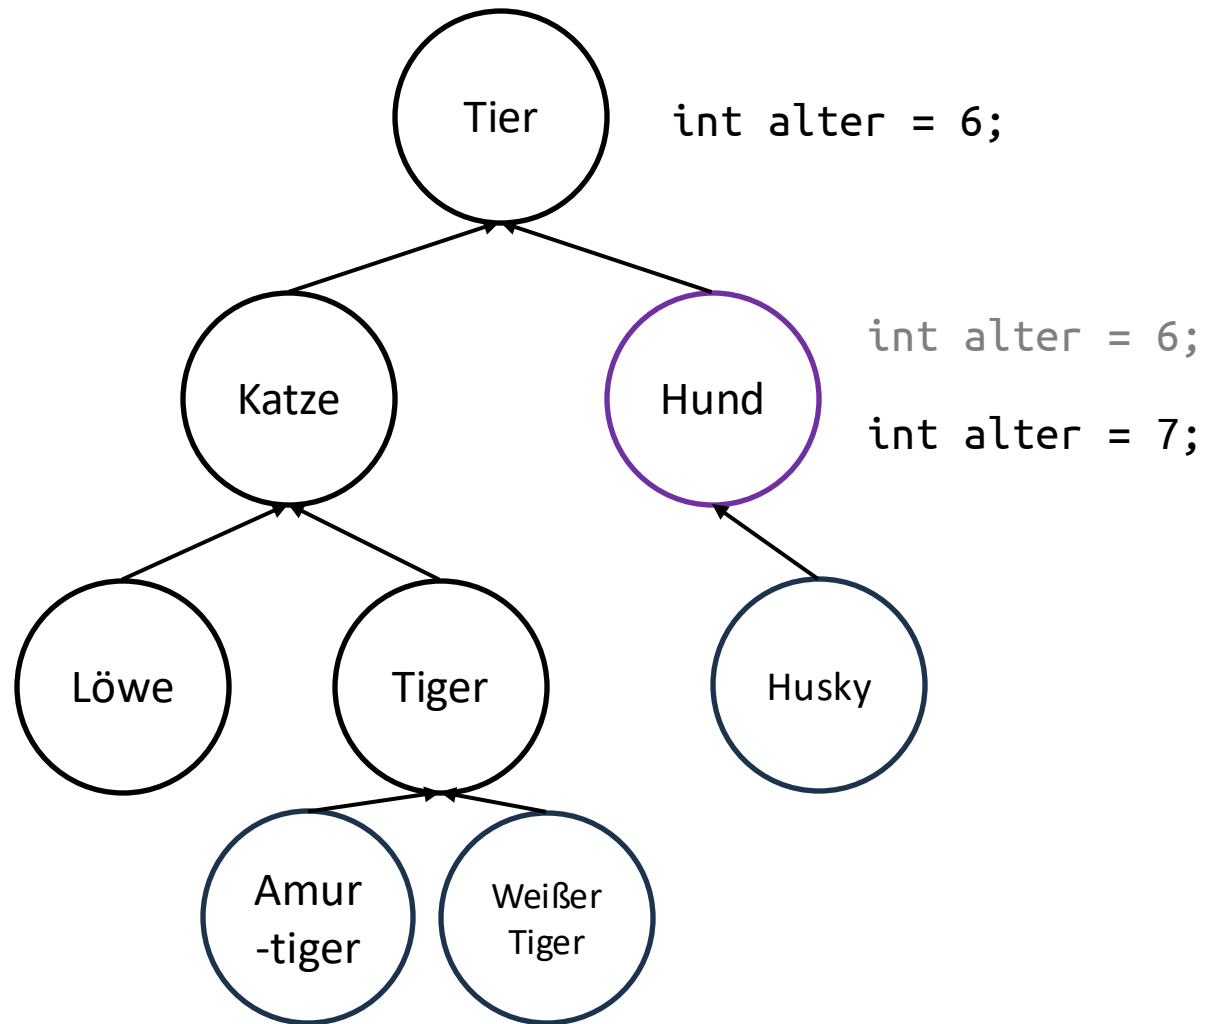 Tier
int alter = 6;
int alter = 6;
Katze
Hund
int alter = 7;
Löwe
Tiger
Husky
Amur
-tiger
Weißer
Tiger